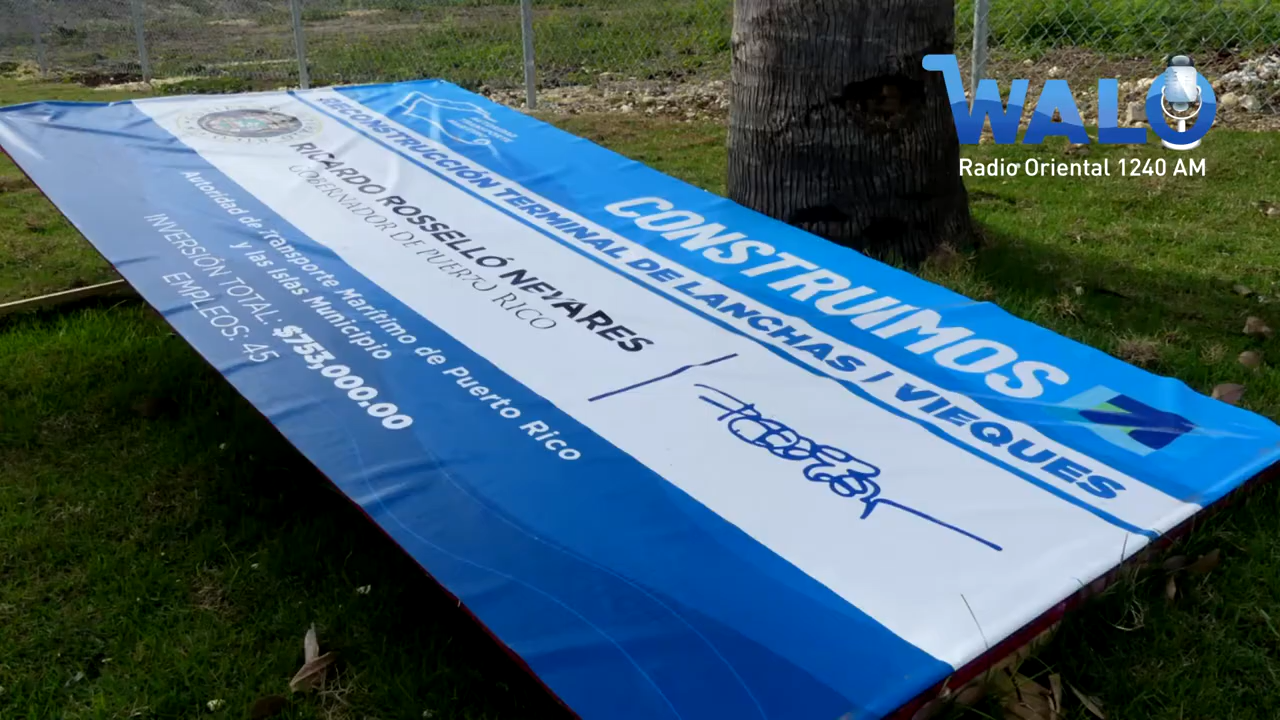 WALO
Radio Oriental 1240 AM
CONSTRUIMOS
RECONSTRUCCIÓN TERMINAL DE LANCHAS / VIEQUES
RICARDO ROSSELLÓ NEVARES
GOBERNADOR DE PUERTO RICO
Autoridad de Transporte Marítimo de Puerto Rico
y las Islas Municipio
INVERSIÓN TOTAL: $753,000.00
EMPLEOS: 45